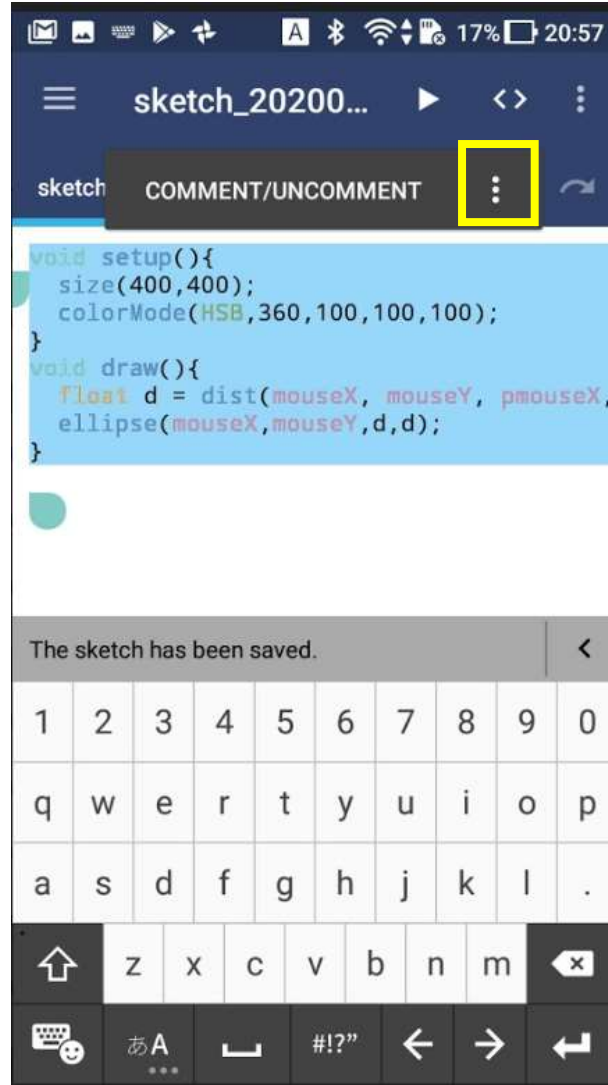 A 17% 20:57
sketch_20200...
sketch COMMENT/UNCOMMENT
void setup(){
size(400,400);
colorMode(HSB,360,100,100,100);
}
void draw(){
float d = dist(mouseX, mouseY, pmouseX,
ellipse(mouseX,mouseY,d,d);
}
The sketch has been saved.
1 2 3 4 5 6 7 8 9 0
q w e r t y u i o p
a s d f g h j k l .
z x c v b n m
あA #!?”